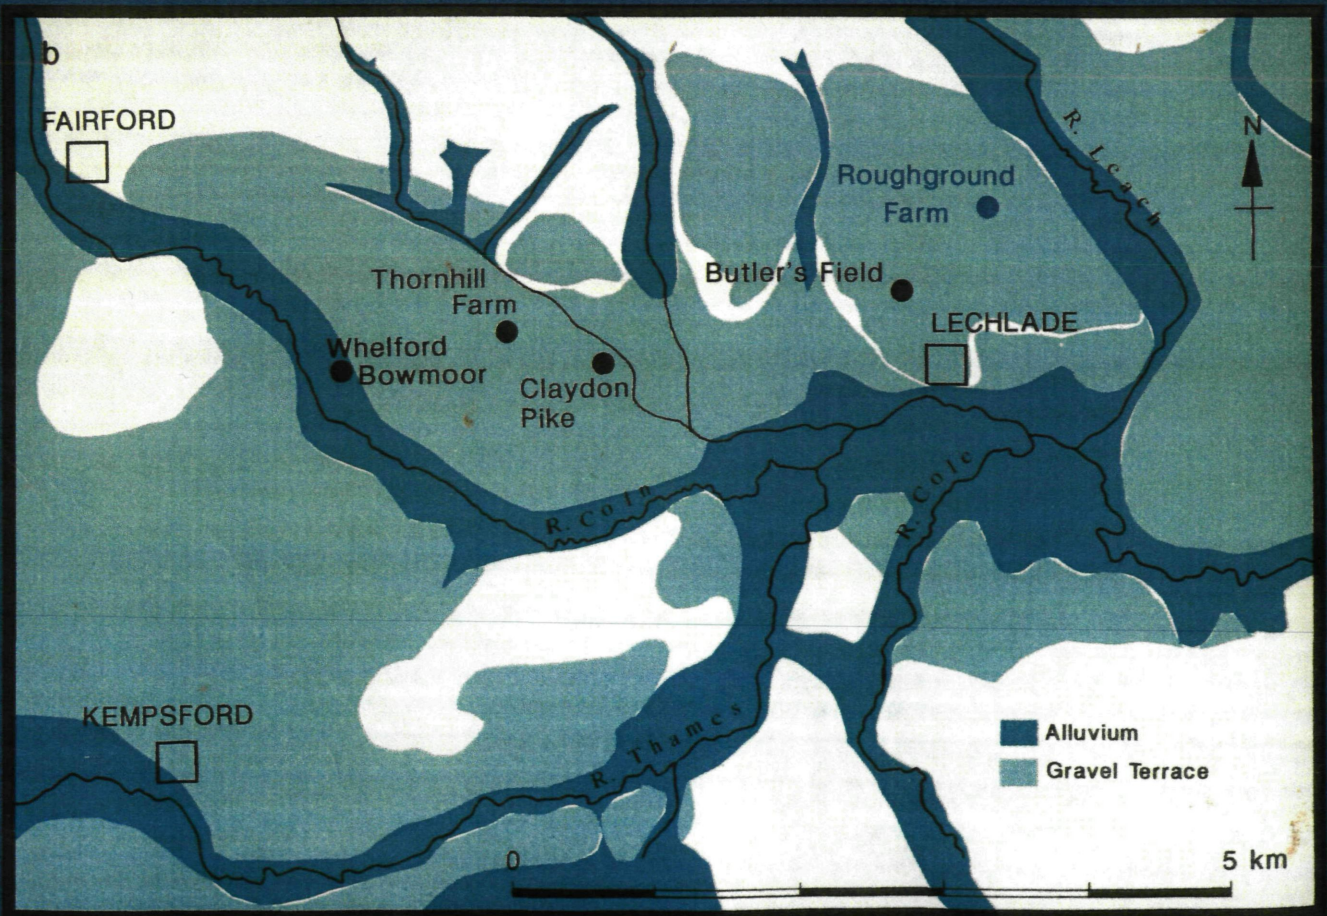 b
FAIRFORD
N
R. Leach
Roughground
Farm
Butler's Field
Thornhill
Farm
LECHLADE
Whelford
Bowmoor
Claydon
Pike
R. Coln
R. Cole
KEMPSFORD
R. Thames
Alluvium
Gravel Terrace
0
5 km